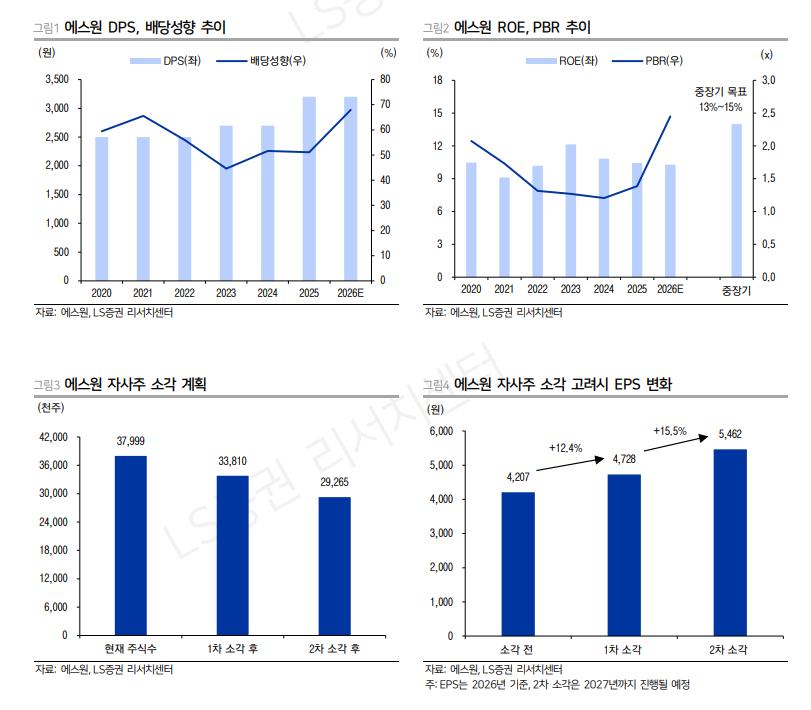 그림1 에스원 DPS, 배당성향 추이
(원)
(%)
DPS(좌)
배당성향(우)
3,500
3,000
2,500
2,000
1,500
1,000
500
0
80
70
60
50
40
30
20
10
0
2020 2021 2022 2023 2024 2025 2026E
자료: 에스원, LS증권 리서치센터
그림2 에스원 ROE, PBR 추이
(%)
(x)
ROE(좌)
PBR(우)
18
15
12
9
6
3
0
3.0
2.5
2.0
1.5
1.0
0.5
0.0
중장기 목표
13%~15%
2020 2021 2022 2023 2024 2025 2026E 중장기
자료: 에스원, LS증권 리서치센터
그림3 에스원 자사주 소각 계획
(천주)
42,000
36,000
30,000
24,000
18,000
12,000
6,000
0
37,999
33,810
29,265
현재 주식수 1차 소각 후 2차 소각 후
자료: 에스원, LS증권 리서치센터
그림4 에스원 자사주 소각 고려시 EPS 변화
(원)
6,000
5,000
4,000
3,000
2,000
1,000
0
4,207
+12.4%
4,728
+15.5%
5,462
소각 전 1차 소각 2차 소각
자료: 에스원, LS증권 리서치센터
주: EPS는 2026년 기준, 2차 소각은 2027년까지 진행될 예정
LS증권 리서치센터